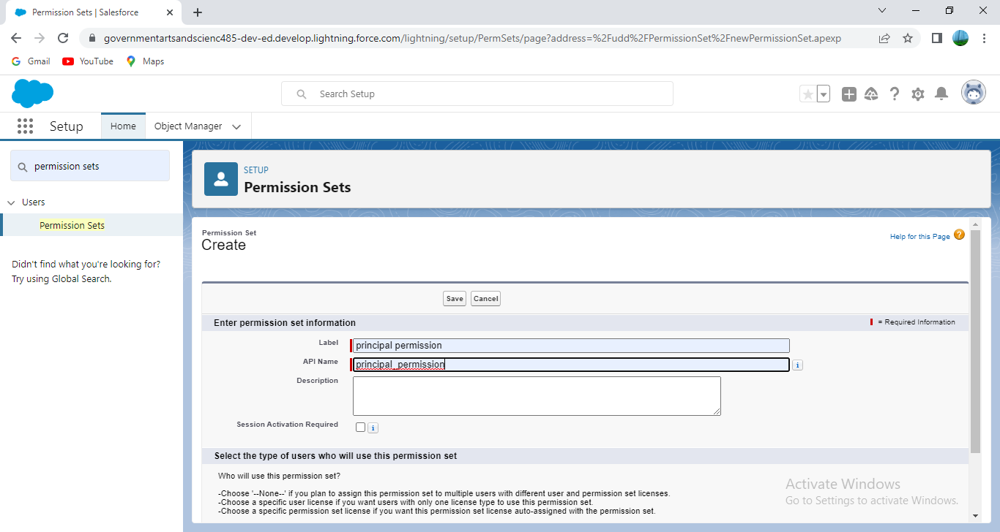 Permission Sets | Salesforce
governmentartsandscienc485-dev-ed.develop.lightning.force.com/lightning/setup/PermSets/page?address=%2Fudd%2FPermissionSet%2FnewPermissionSet.apexp
Gmail YouTube Maps
Search Setup
Setup Home Object Manager
permission sets
Users
Permission Sets
Didn't find what you're looking for?
Try using Global Search.
SETUP
Permission Sets
Permission Set
Create
Help for this Page ?
Save Cancel
Enter permission set information
= Required Information
Label principal permission
API Name principal_permission i
Description
Session Activation Required i
Select the type of users who will use this permission set
Who will use this permission set?
-Choose '--None--' if you plan to assign this permission set to multiple users with different user and permission set licenses.
-Choose a specific user license if you want users with only one license type to use this permission set.
-Choose a specific permission set license if you want this permission set license auto-assigned with the permission set.
Activate Windows
Go to Settings to activate Windows.